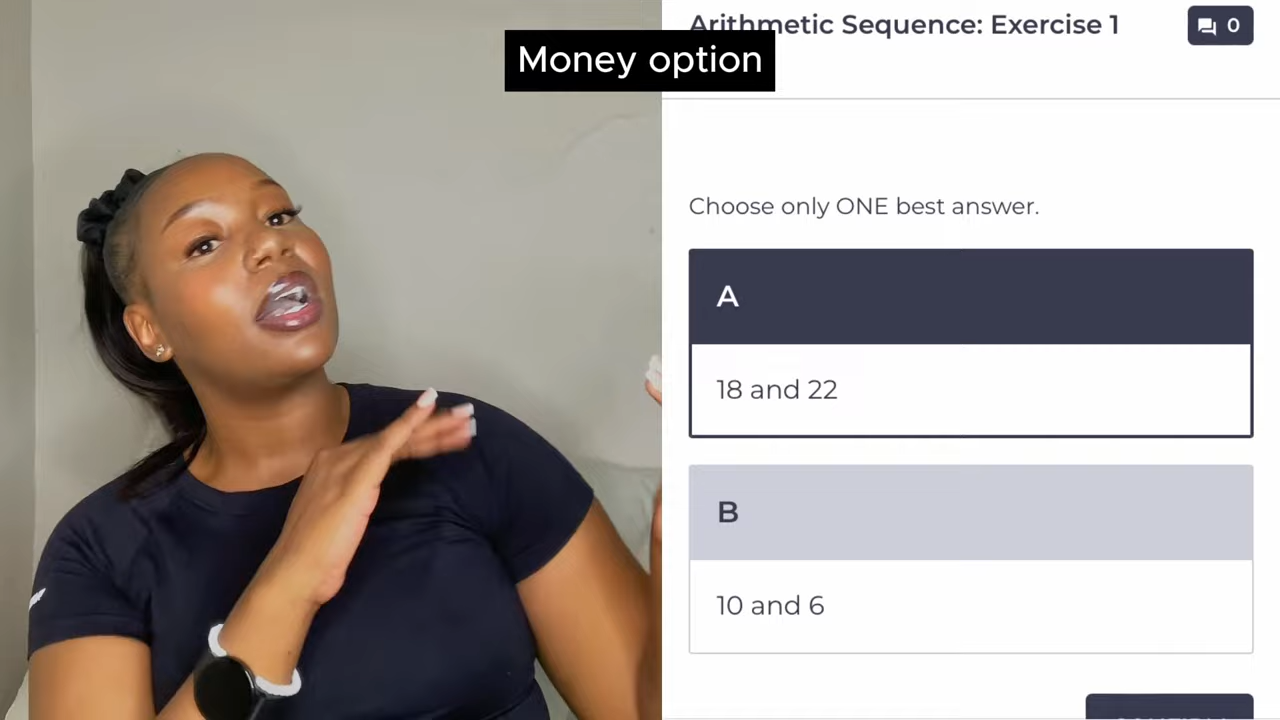 Arithmetic Sequence: Exercise 1
0
Money option
Choose only ONE best answer.
A
18 and 22
B
10 and 6